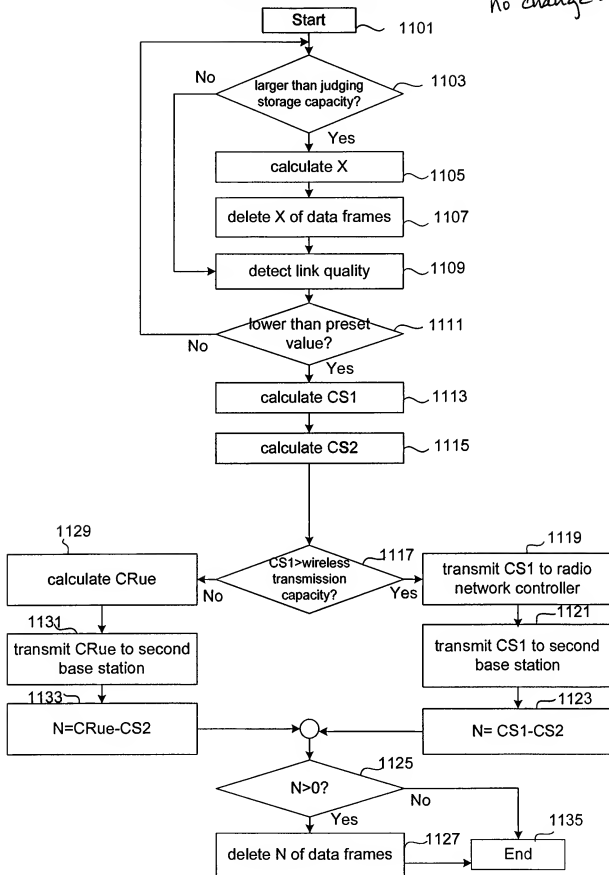 no change.
Start
1101
No
larger than judging
storage capacity?
1103
Yes
calculate X
1105
delete X of data frames
1107
detect link quality
1109
lower than preset
value?
1111
No
Yes
calculate CS1
1113
calculate CS2
1115
1129
calculate CRue
CS1>wireless
transmission
capacity?
1117
No
Yes
1119
transmit CS1 to radio
network controller
1131
transmit CRue to second
base station
1121
transmit CS1 to second
base station
1133
N=CRue-CS2
1123
N= CS1-CS2
1125
N>0?
No
Yes
1127
delete N of data frames
1135
End